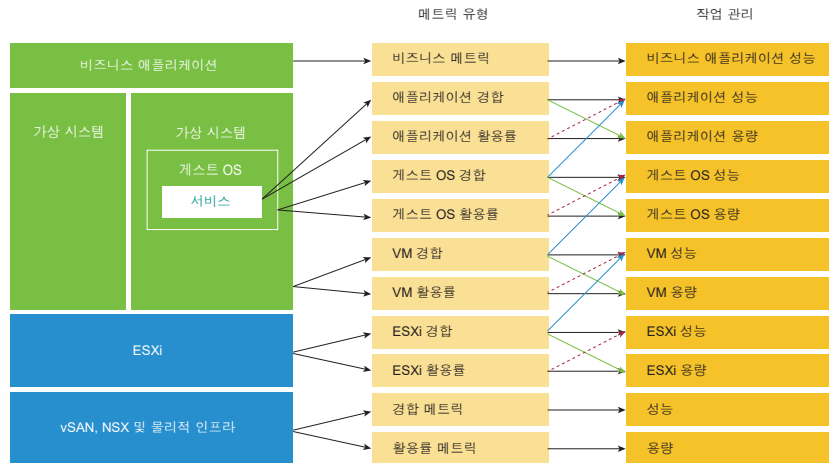 메트릭 유형
작업 관리
비즈니스 애플리케이션
비즈니스 메트릭
비즈니스 애플리케이션 성능
가상 시스템
가상 시스템
게스트 OS
서비스
애플리케이션 경합
애플리케이션 성능
애플리케이션 활용률
애플리케이션 용량
게스트 OS 경합
게스트 OS 성능
게스트 OS 활용률
게스트 OS 용량
VM 경합
VM 성능
VM 활용률
VM 용량
ESXi
ESXi 경합
ESXi 성능
ESXi 활용률
ESXi 용량
vSAN, NSX 및 물리적 인프라
경합 메트릭
성능
활용률 메트릭
용량